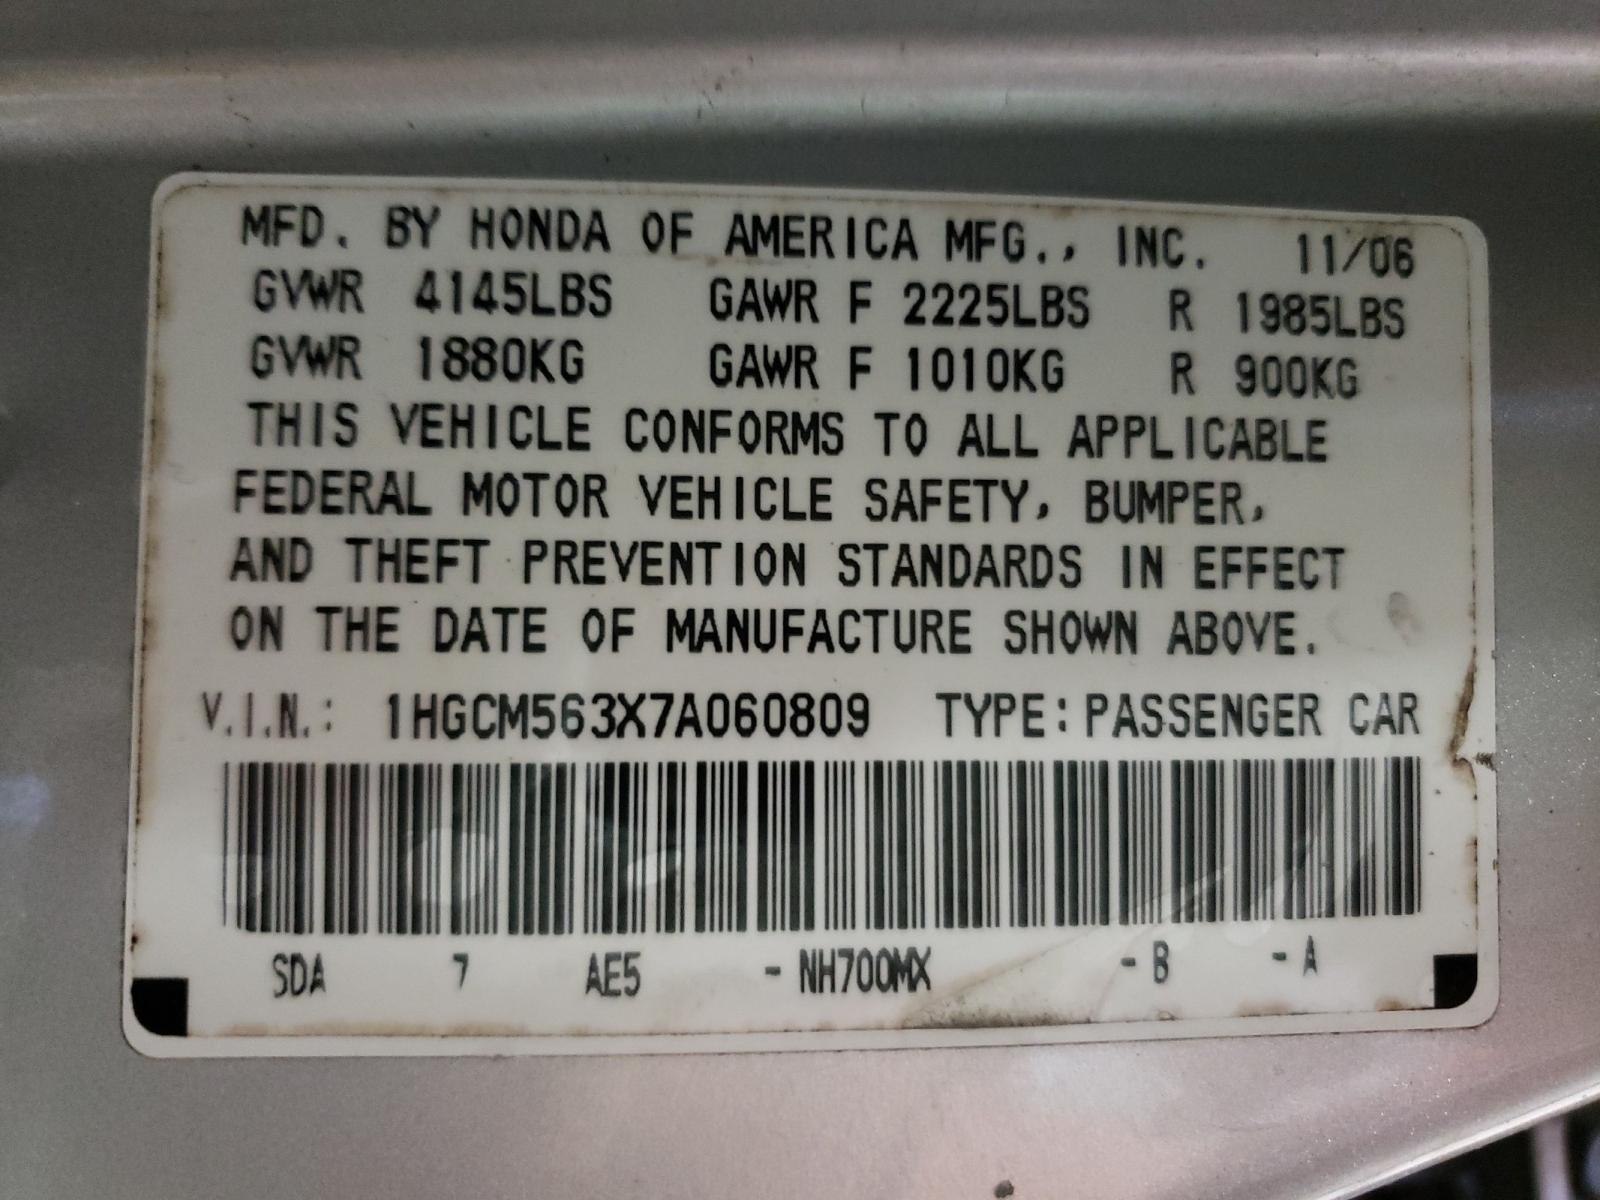 MFD. BY HONDA OF AMERICA MFG., INC. 11/06
GVWR 4145LBS GAWR F 2225LBS R 1985LBS
GVWR 1880KG GAWR F 1010KG R 900KG
THIS VEHICLE CONFORMS TO ALL APPLICABLE
FEDERAL MOTOR VEHICLE SAFETY, BUMPER,
AND THEFT PREVENTION STANDARDS IN EFFECT
ON THE DATE OF MANUFACTURE SHOWN ABOVE.
V.I.N.: 1HGCM563X7A060809 TYPE: PASSENGER CAR
SDA 7 AE5 - NH700MX - B - A